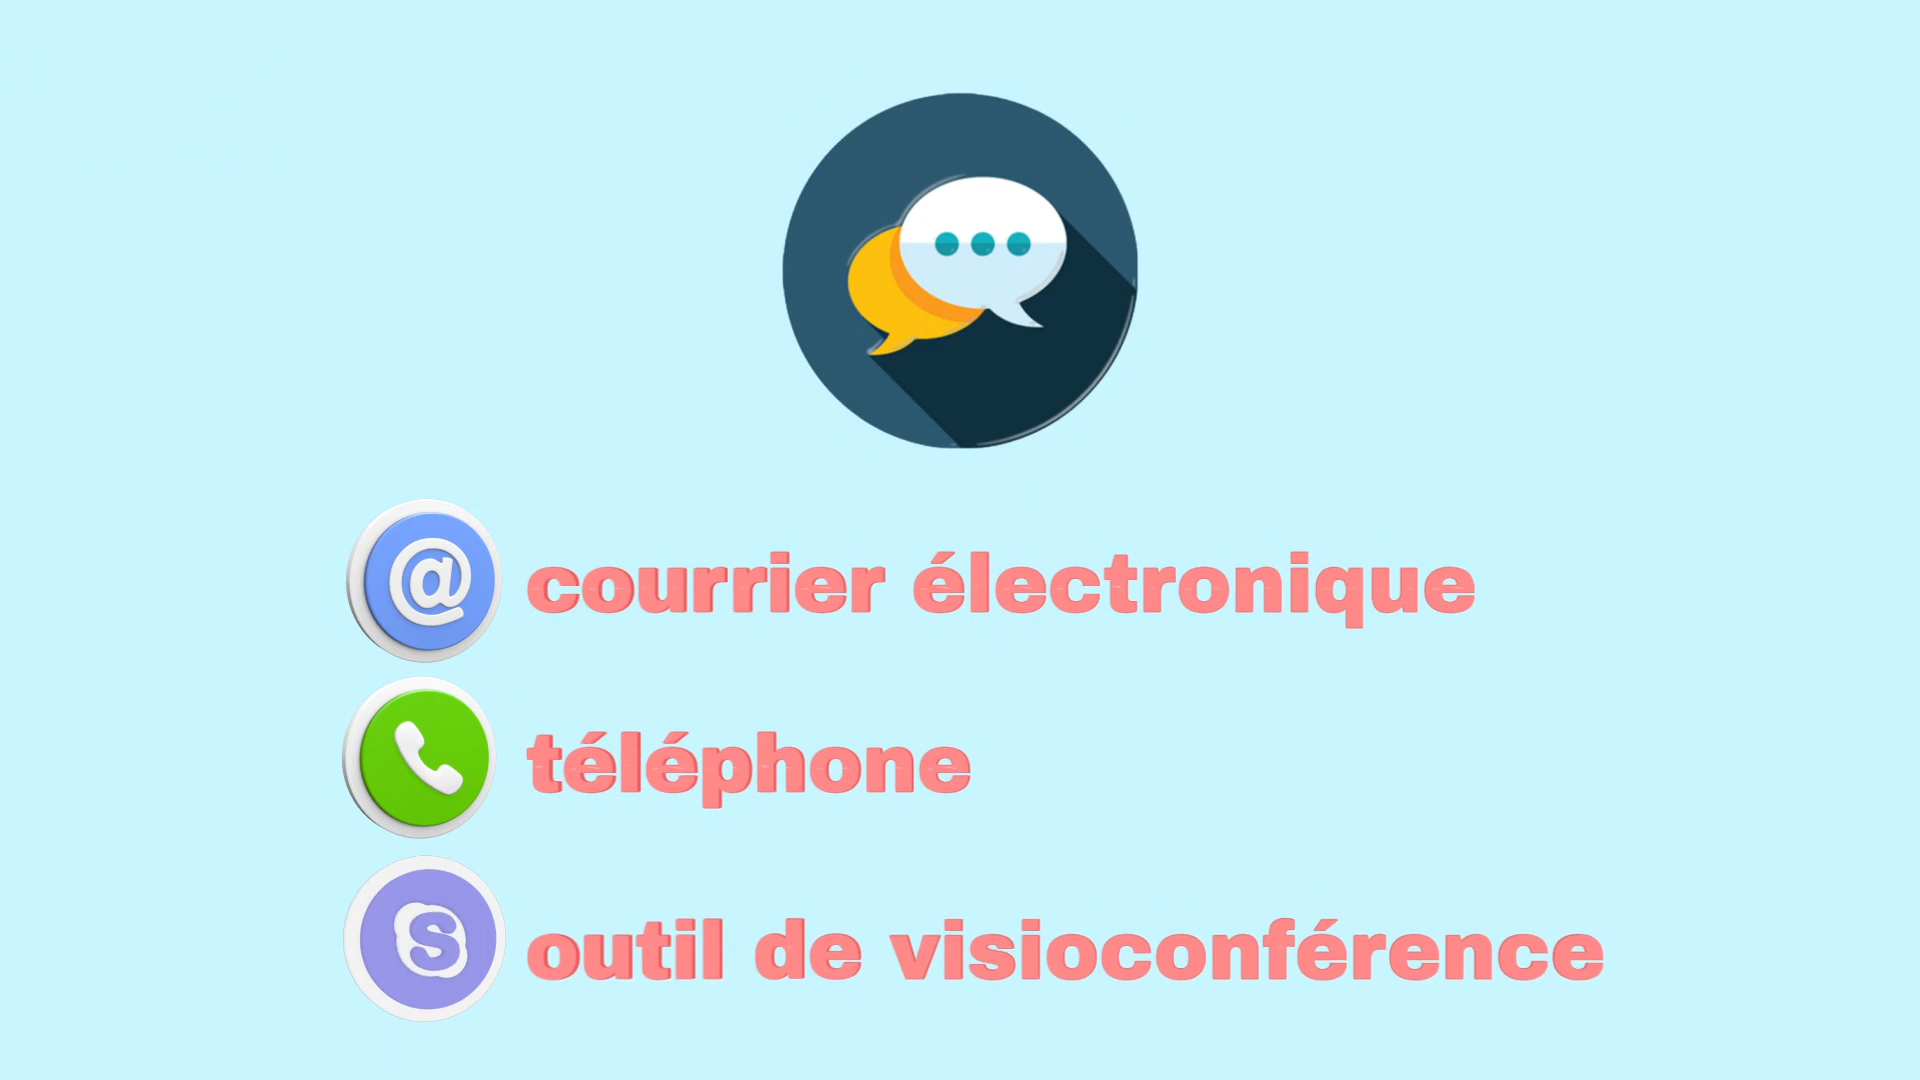 @
courrier électronique
téléphone
S
outil de visioconférence